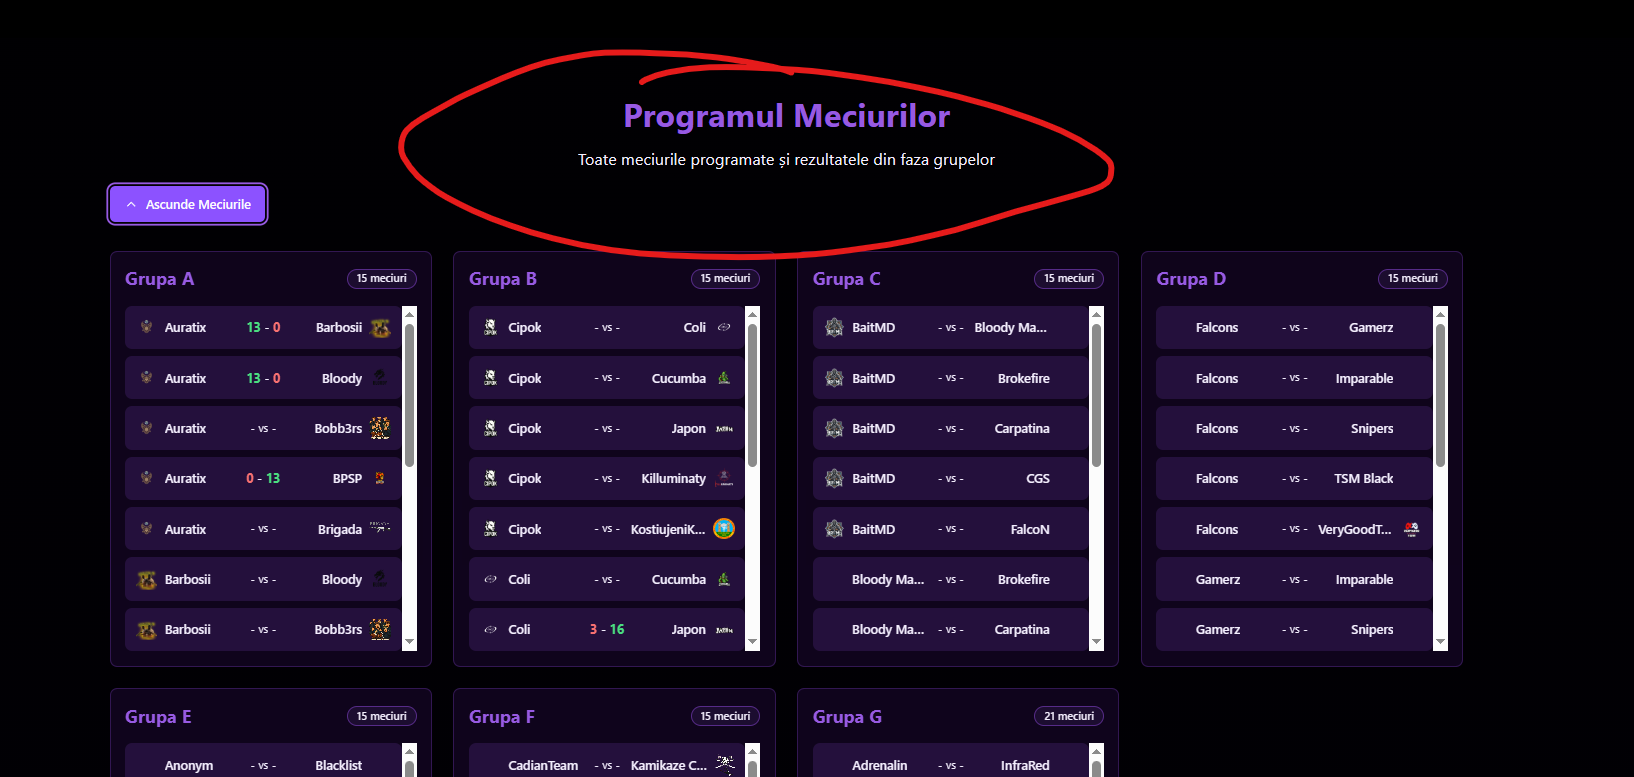 Programul Meciurilor
Toate meciurile programate și rezultatele din faza grupelor
Ascunde Meciurile
Grupa A 15 meciuri
Auratix 13 - 0 Barbosii
Auratix 13 - 0 Bloody
Auratix - vs - Bobb3rs
Auratix 0 - 13 BPSP
Auratix - vs - Brigada
Barbosii - vs - Bloody
Barbosii - vs - Bobb3rs
Grupa B 15 meciuri
Cipok - vs - Coli
Cipok - vs - Cucumba
Cipok - vs - Japon
Cipok - vs - Killuminaty
Cipok - vs - KostiujeniK...
Coli - vs - Cucumba
Coli 3 - 16 Japon
Grupa C 15 meciuri
BaitMD - vs - Bloody Ma...
BaitMD - vs - Brokefire
BaitMD - vs - Carpatina
BaitMD - vs - CGS
BaitMD - vs - FalcoN
Bloody Ma... - vs - Brokefire
Bloody Ma... - vs - Carpatina
Grupa D 15 meciuri
Falcons - vs - Gamerz
Falcons - vs - Imparable
Falcons - vs - Snipers
Falcons - vs - TSM Black
Falcons - vs - VeryGoodT...
Gamerz - vs - Imparable
Gamerz - vs - Snipers
Grupa E 15 meciuri
Anonym - vs - Blacklist
Grupa F 15 meciuri
CadianTeam - vs - Kamikaze C...
Grupa G 21 meciuri
Adrenalin - vs - InfraRed